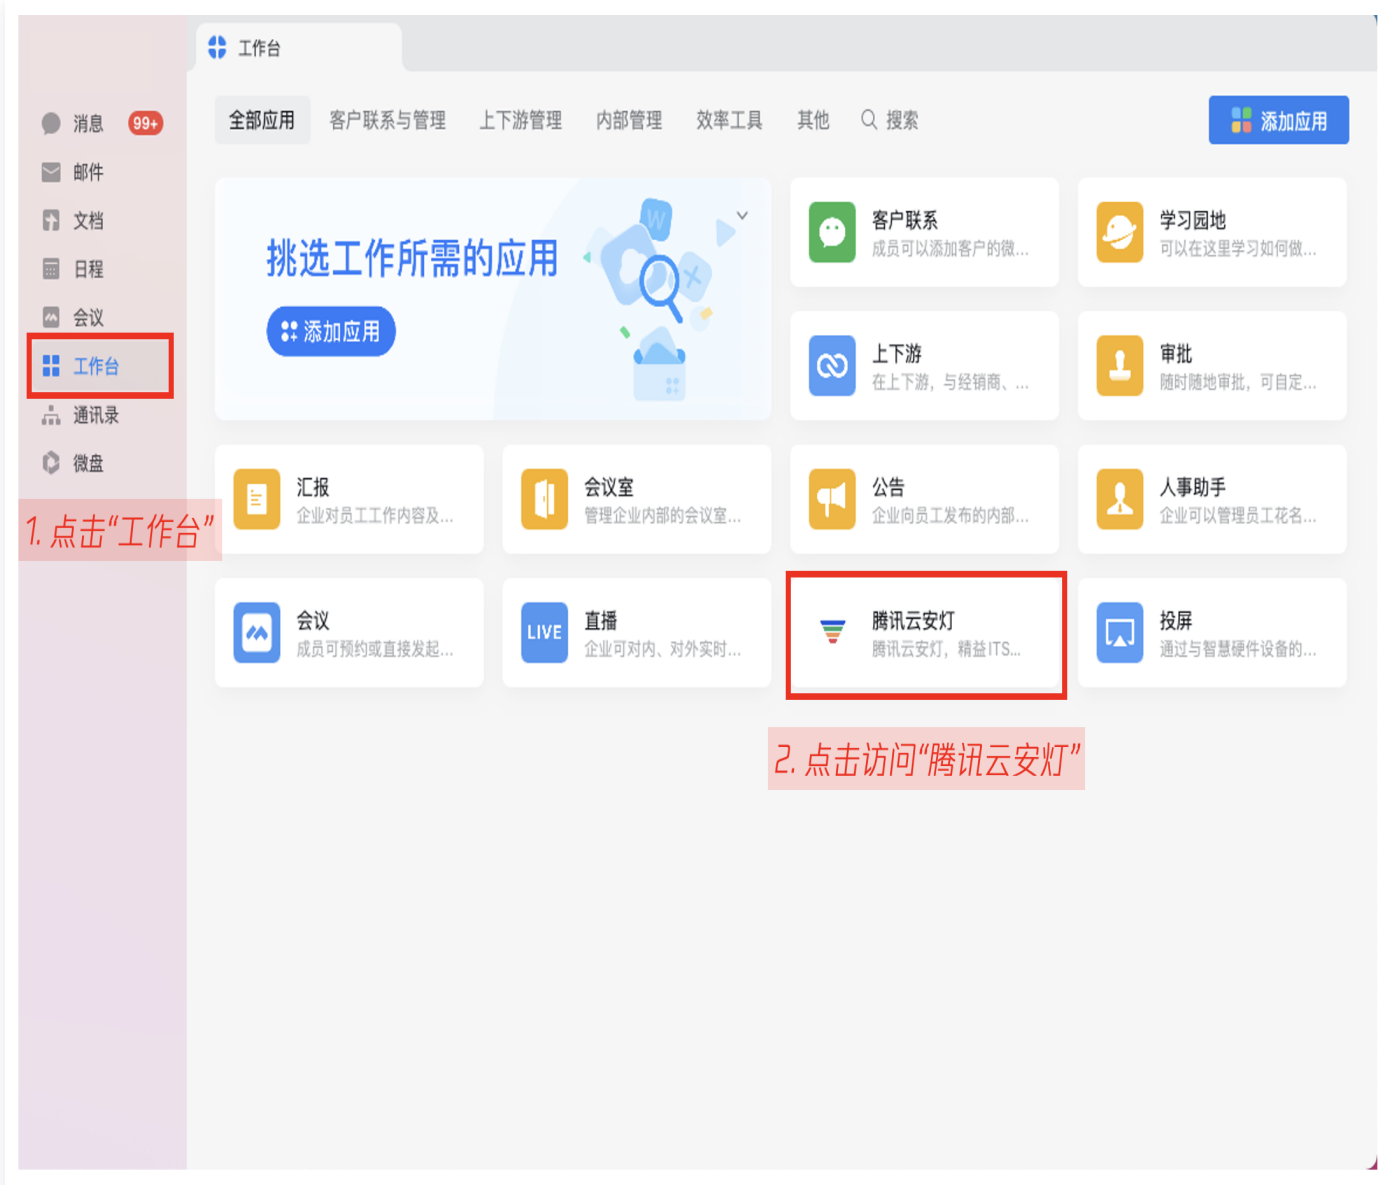 工作台
消息 99+
邮件
文档
日程
会议
工作台
通讯录
微盘
1. 点击“工作台”
全部应用 客户联系与管理 上下游管理 内部管理 效率工具 其他 搜索
添加应用
挑选工作所需的应用
添加应用
W
客户联系
成员可以添加客户的微...
学习园地
可以在这里学习如何做...
上下游
在上下游，与经销商、...
审批
随时随地审批，可自定...
汇报
企业对员工工作内容及...
会议室
管理企业内部的会议室...
公告
企业向员工发布的内部...
人事助手
企业可以管理员工花名...
会议
成员可预约或直接发起...
LIVE
直播
企业可对内、对外实时...
腾讯云安灯
腾讯云安灯，精益ITS...
投屏
通过与智慧硬件设备的...
2. 点击访问“腾讯云安灯”